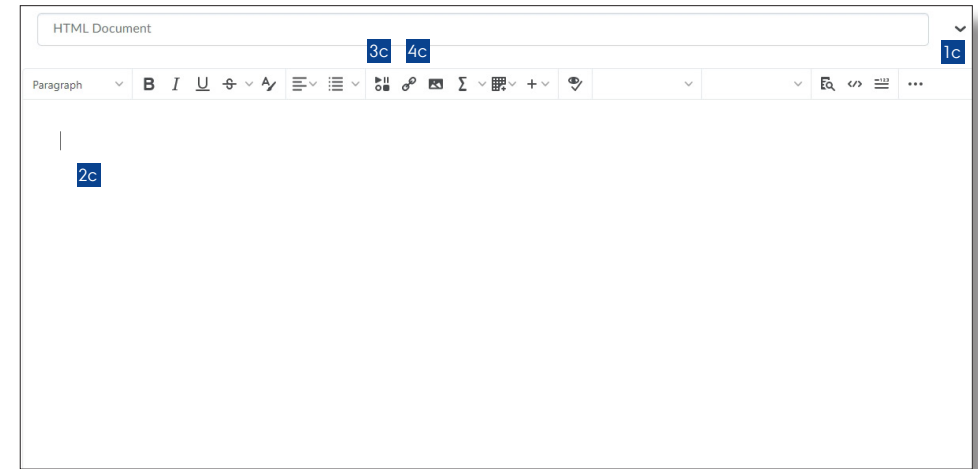 HTML Document
3c 4c 1c
Paragraph B I U S A Σ +
2c